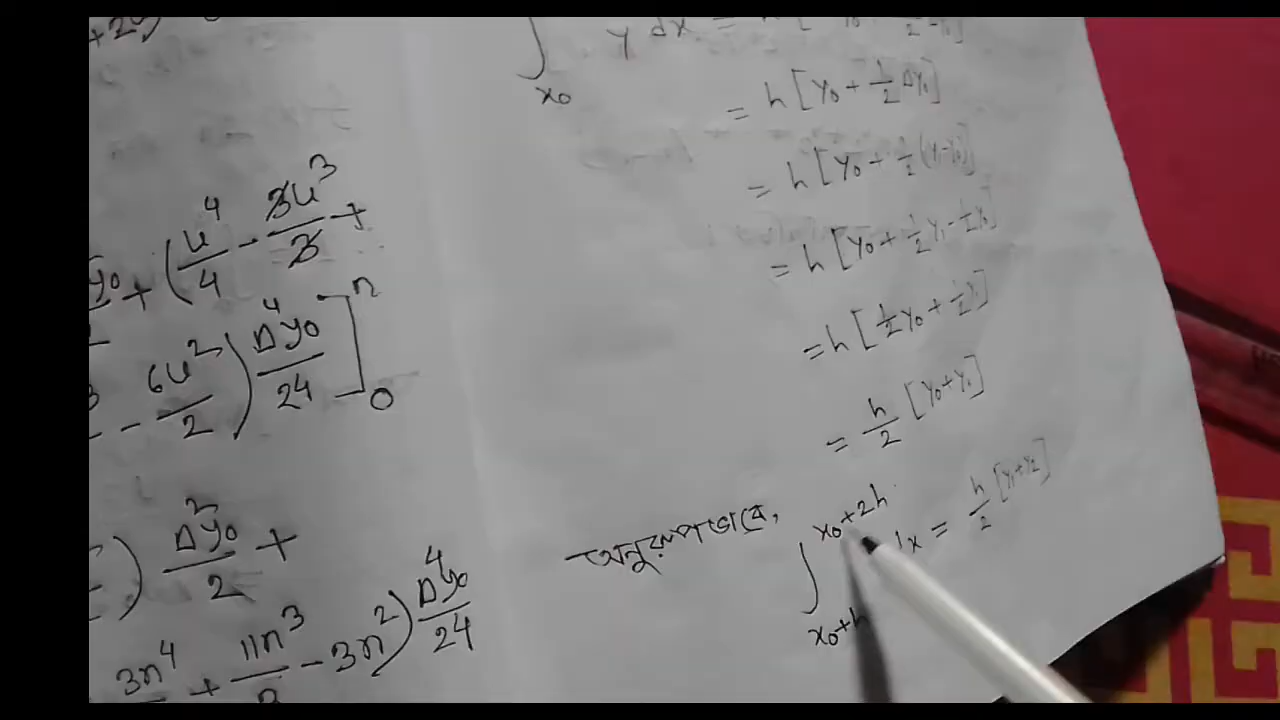 +2y
(u⁴/4 - 3u³/3 +
y₀ +
- 6u²/2) Δ⁴y₀/24 ]ⁿ₀
) Δ²y₀/2 +
3n⁴ + 11n³ - 3n²) Δ⁴y₀/24
∫x₀ y dx =
= h[y₀ + 1/2 Δy₁]
= h[y₀ + 1/2 (y₁-y₀)]
= h[y₀ + 1/2 y₁ - 1/2 y₀]
= h[1/2 y₀ + 1/2 y₁]
= h/2 [y₀+y₁]
অনুরূপভাবে,
∫ x₀+h x₀+2h dx = h/2 [y₁+y₂]